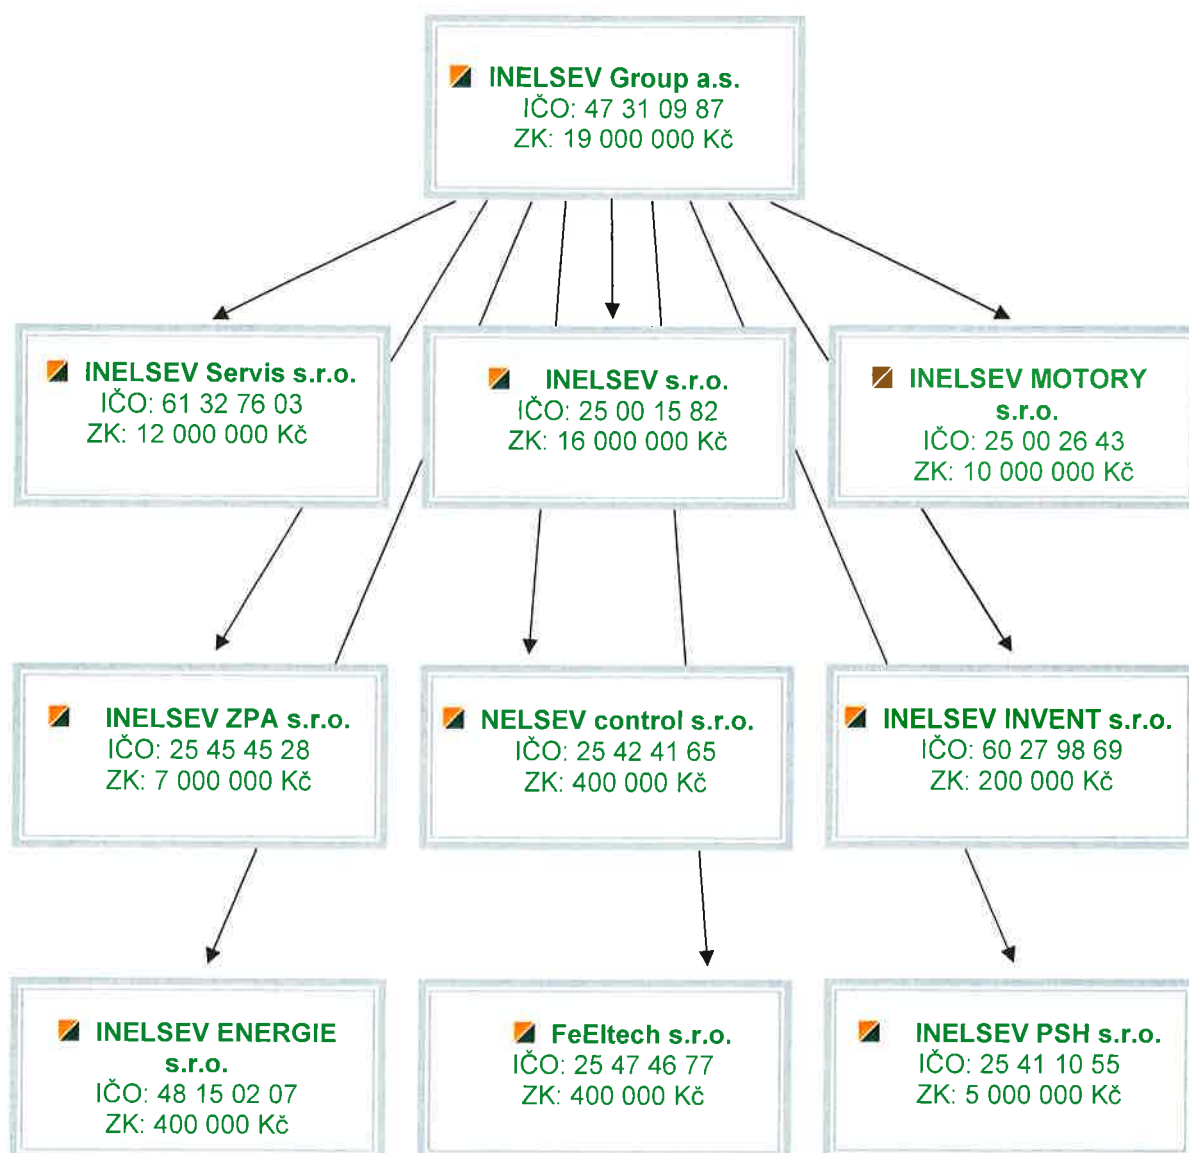 INELSEV Group a.s.
IČO: 47 31 09 87
ZK: 19 000 000 Kč
INELSEV Servis s.r.o.
IČO: 61 32 76 03
ZK: 12 000 000 Kč
INELSEV s.r.o.
IČO: 25 00 15 82
ZK: 16 000 000 Kč
INELSEV MOTORY
s.r.o.
IČO: 25 00 26 43
ZK: 10 000 000 Kč
INELSEV ZPA s.r.o.
IČO: 25 45 45 28
ZK: 7 000 000 Kč
NELSEV control s.r.o.
IČO: 25 42 41 65
ZK: 400 000 Kč
INELSEV INVENT s.r.o.
IČO: 60 27 98 69
ZK: 200 000 Kč
INELSEV ENERGIE
s.r.o.
IČO: 48 15 02 07
ZK: 400 000 Kč
FeEltech s.r.o.
IČO: 25 47 46 77
ZK: 400 000 Kč
INELSEV PSH s.r.o.
IČO: 25 41 10 55
ZK: 5 000 000 Kč